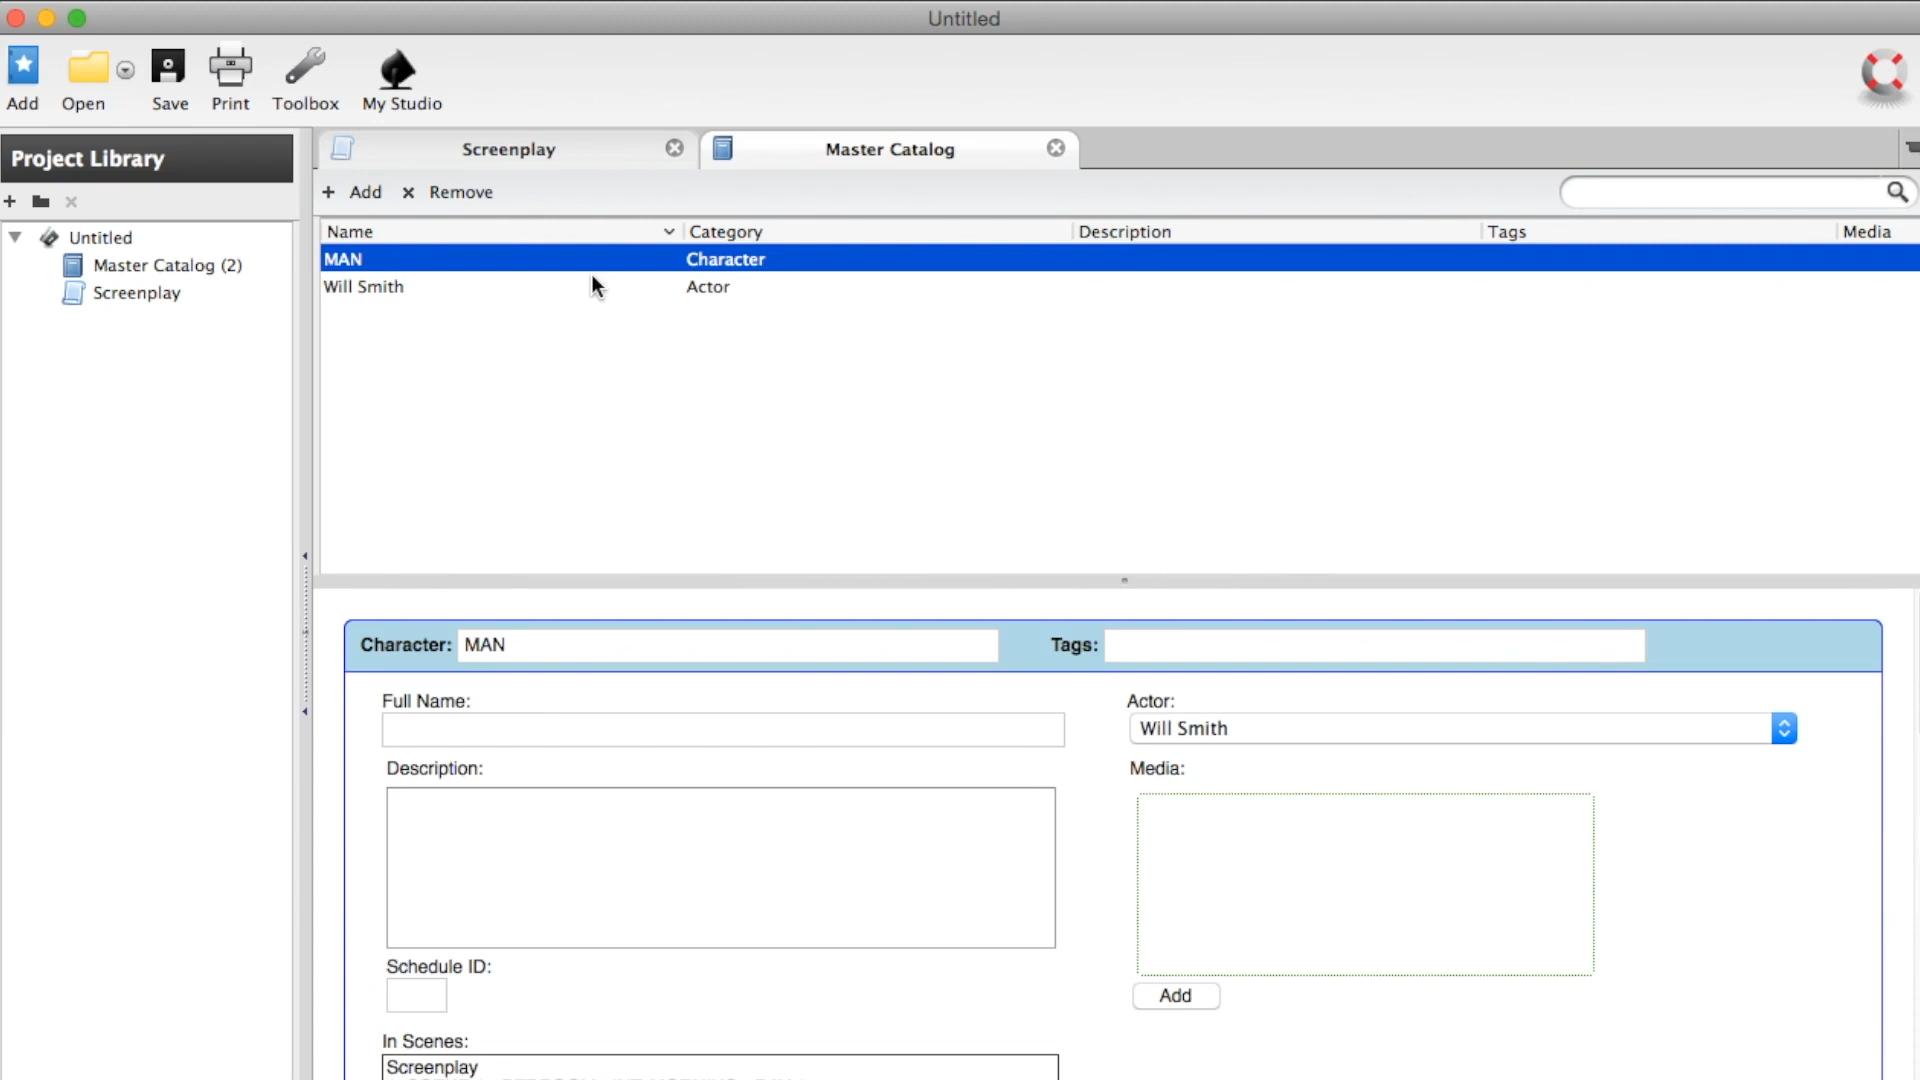 Untitled
Add
Open
Save
Print
Toolbox
My Studio
Project Library
Untitled
Master Catalog (2)
Screenplay
Screenplay
Master Catalog
+ Add × Remove
Name
Category
Description
Tags
Media
MAN
Character
Will Smith
Actor
Character: MAN
Tags:
Full Name:
Actor:
Will Smith
Description:
Media:
Schedule ID:
Add
In Scenes:
Screenplay